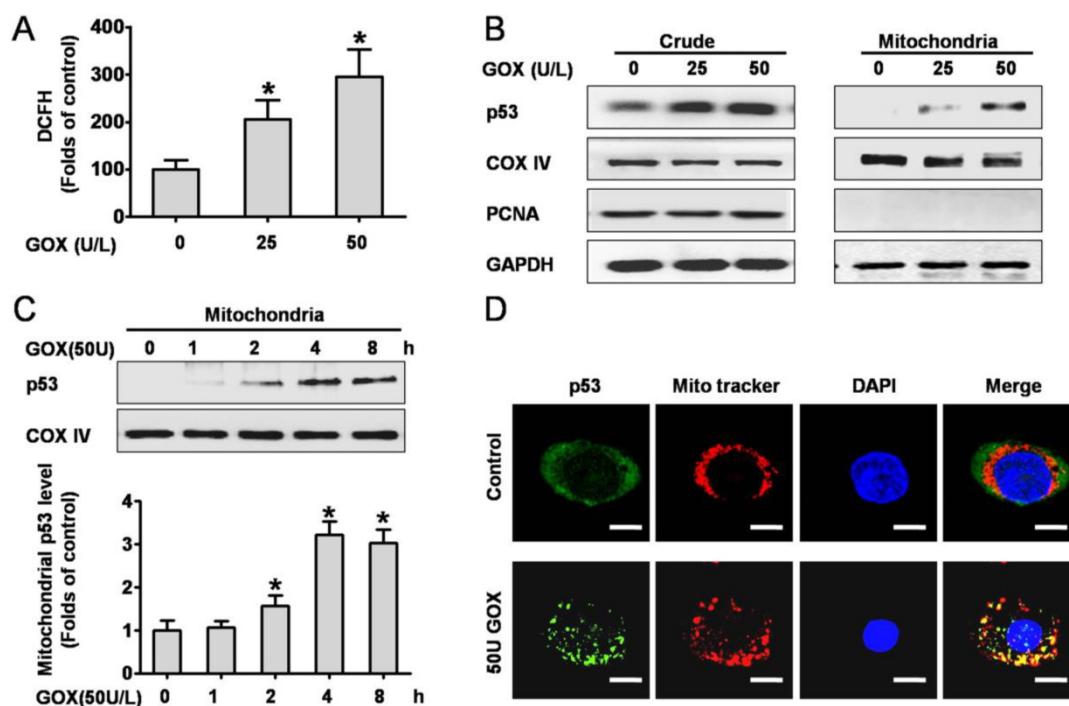 A
DCFH
(Folds of control)
400
300
200
100
0
*
*
GOX (U/L)
0 25 50
B
Crude Mitochondria
GOX (U/L) 0 25 50 0 25 50
p53
COX IV
PCNA
GAPDH
C
Mitochondria
GOX(50U) 0 1 2 4 8 h
p53
COX IV
Mitochondrial p53 level
(Folds of control)
4
3
2
1
0
*
*
*
GOX(50U/L) 0 1 2 4 8 h
D
p53 Mito tracker DAPI Merge
Control
50U GOX